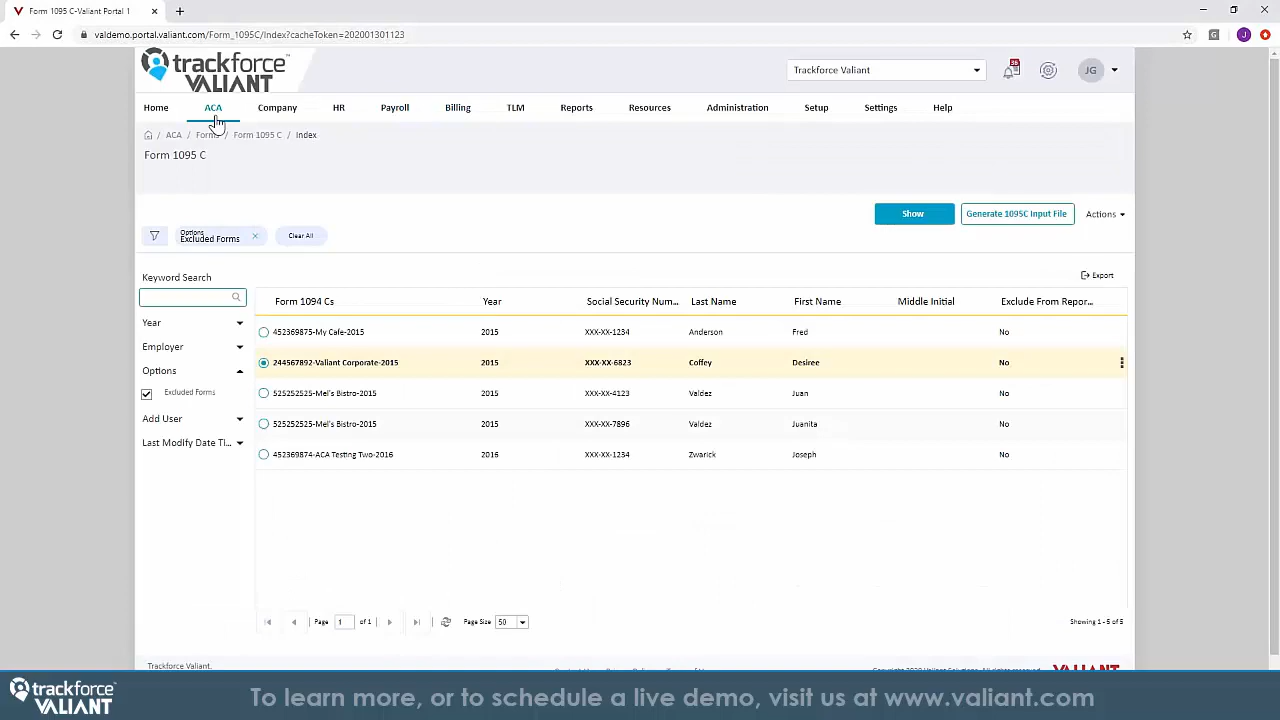 Form 1095 C-Valiant Portal 1
valdemo.portal.valiant.com/Form_1095C/Index?cacheToken=202001301123
G
J
trackforce™
VALIANT
Trackforce Valiant
JG
Home ACA Company HR Payroll Billing TLM Reports Resources Administration Setup Settings Help
/ ACA / Forms / Form 1095 C / Index
Form 1095 C
Show Generate 1095C Input File Actions
Options
Excluded Forms
Clear All
Keyword Search
Export
Form 1094 Cs Year Social Security Num... Last Name First Name Middle Initial Exclude From Repor...
Year
Employer
Options
Excluded Forms
Add User
Last Modify Date Ti...
452369875-My Cafe-2015 2015 XXX-XX-1234 Anderson Fred No
244567892-Valiant Corporate-2015 2015 XXX-XX-6823 Coffey Desiree No
525252525-Mel's Bistro-2015 2015 XXX-XX-4123 Valdez Juan No
525252525-Mel's Bistro-2015 2015 XXX-XX-7896 Valdez Juanita No
452369874-ACA Testing Two-2016 2016 XXX-XX-1234 Zwarick Joseph No
Page 1 of 1 Page Size 50 Showing 1 - 5 of 5
Trackforce Valiant.
VALIANT
trackforce™
VALIANT
To learn more, or to schedule a live demo, visit us at www.valiant.com